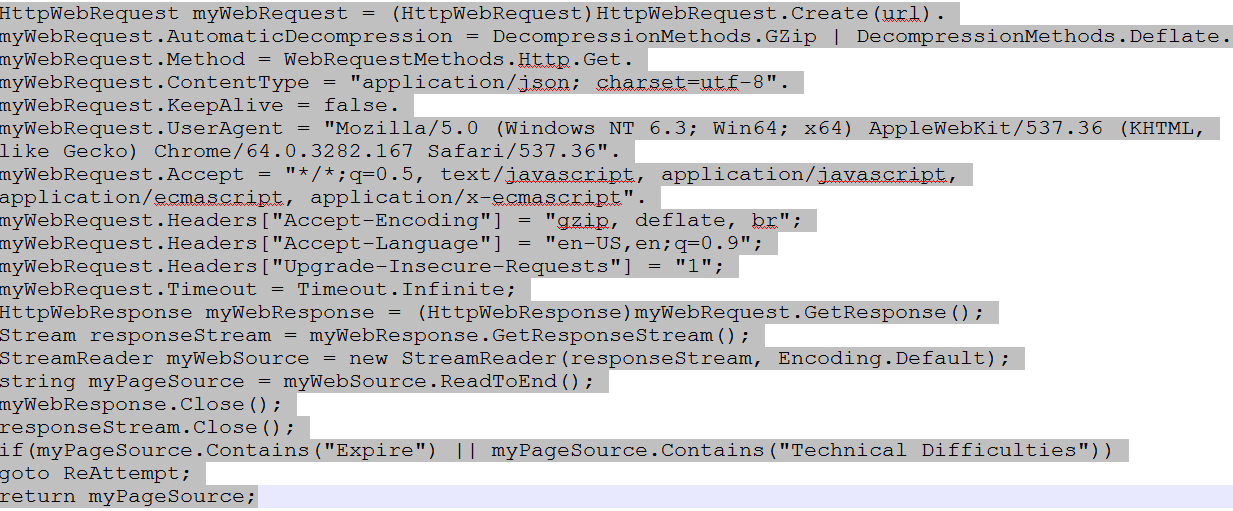 HttpWebRequest myWebRequest = (HttpWebRequest)HttpWebRequest.Create(url).
myWebRequest.AutomaticDecompression = DecompressionMethods.GZip | DecompressionMethods.Deflate.
myWebRequest.Method = WebRequestMethods.Http.Get.
myWebRequest.ContentType = "application/json; charset=utf-8".
myWebRequest.KeepAlive = false.
myWebRequest.UserAgent = "Mozilla/5.0 (Windows NT 6.3; Win64; x64) AppleWebKit/537.36 (KHTML,
like Gecko) Chrome/64.0.3282.167 Safari/537.36".
myWebRequest.Accept = "*/*;q=0.5, text/javascript, application/javascript,
application/ecmascript, application/x-ecmascript".
myWebRequest.Headers["Accept-Encoding"] = "gzip, deflate, br";
myWebRequest.Headers["Accept-Language"] = "en-US,en;q=0.9";
myWebRequest.Headers["Upgrade-Insecure-Requests"] = "1";
myWebRequest.Timeout = Timeout.Infinite;
HttpWebResponse myWebResponse = (HttpWebResponse)myWebRequest.GetResponse();
Stream responseStream = myWebResponse.GetResponseStream();
StreamReader myWebSource = new StreamReader(responseStream, Encoding.Default);
string myPageSource = myWebSource.ReadToEnd();
myWebResponse.Close();
responseStream.Close();
if(myPageSource.Contains("Expire") || myPageSource.Contains("Technical Difficulties"))
goto ReAttempt;
return myPageSource;